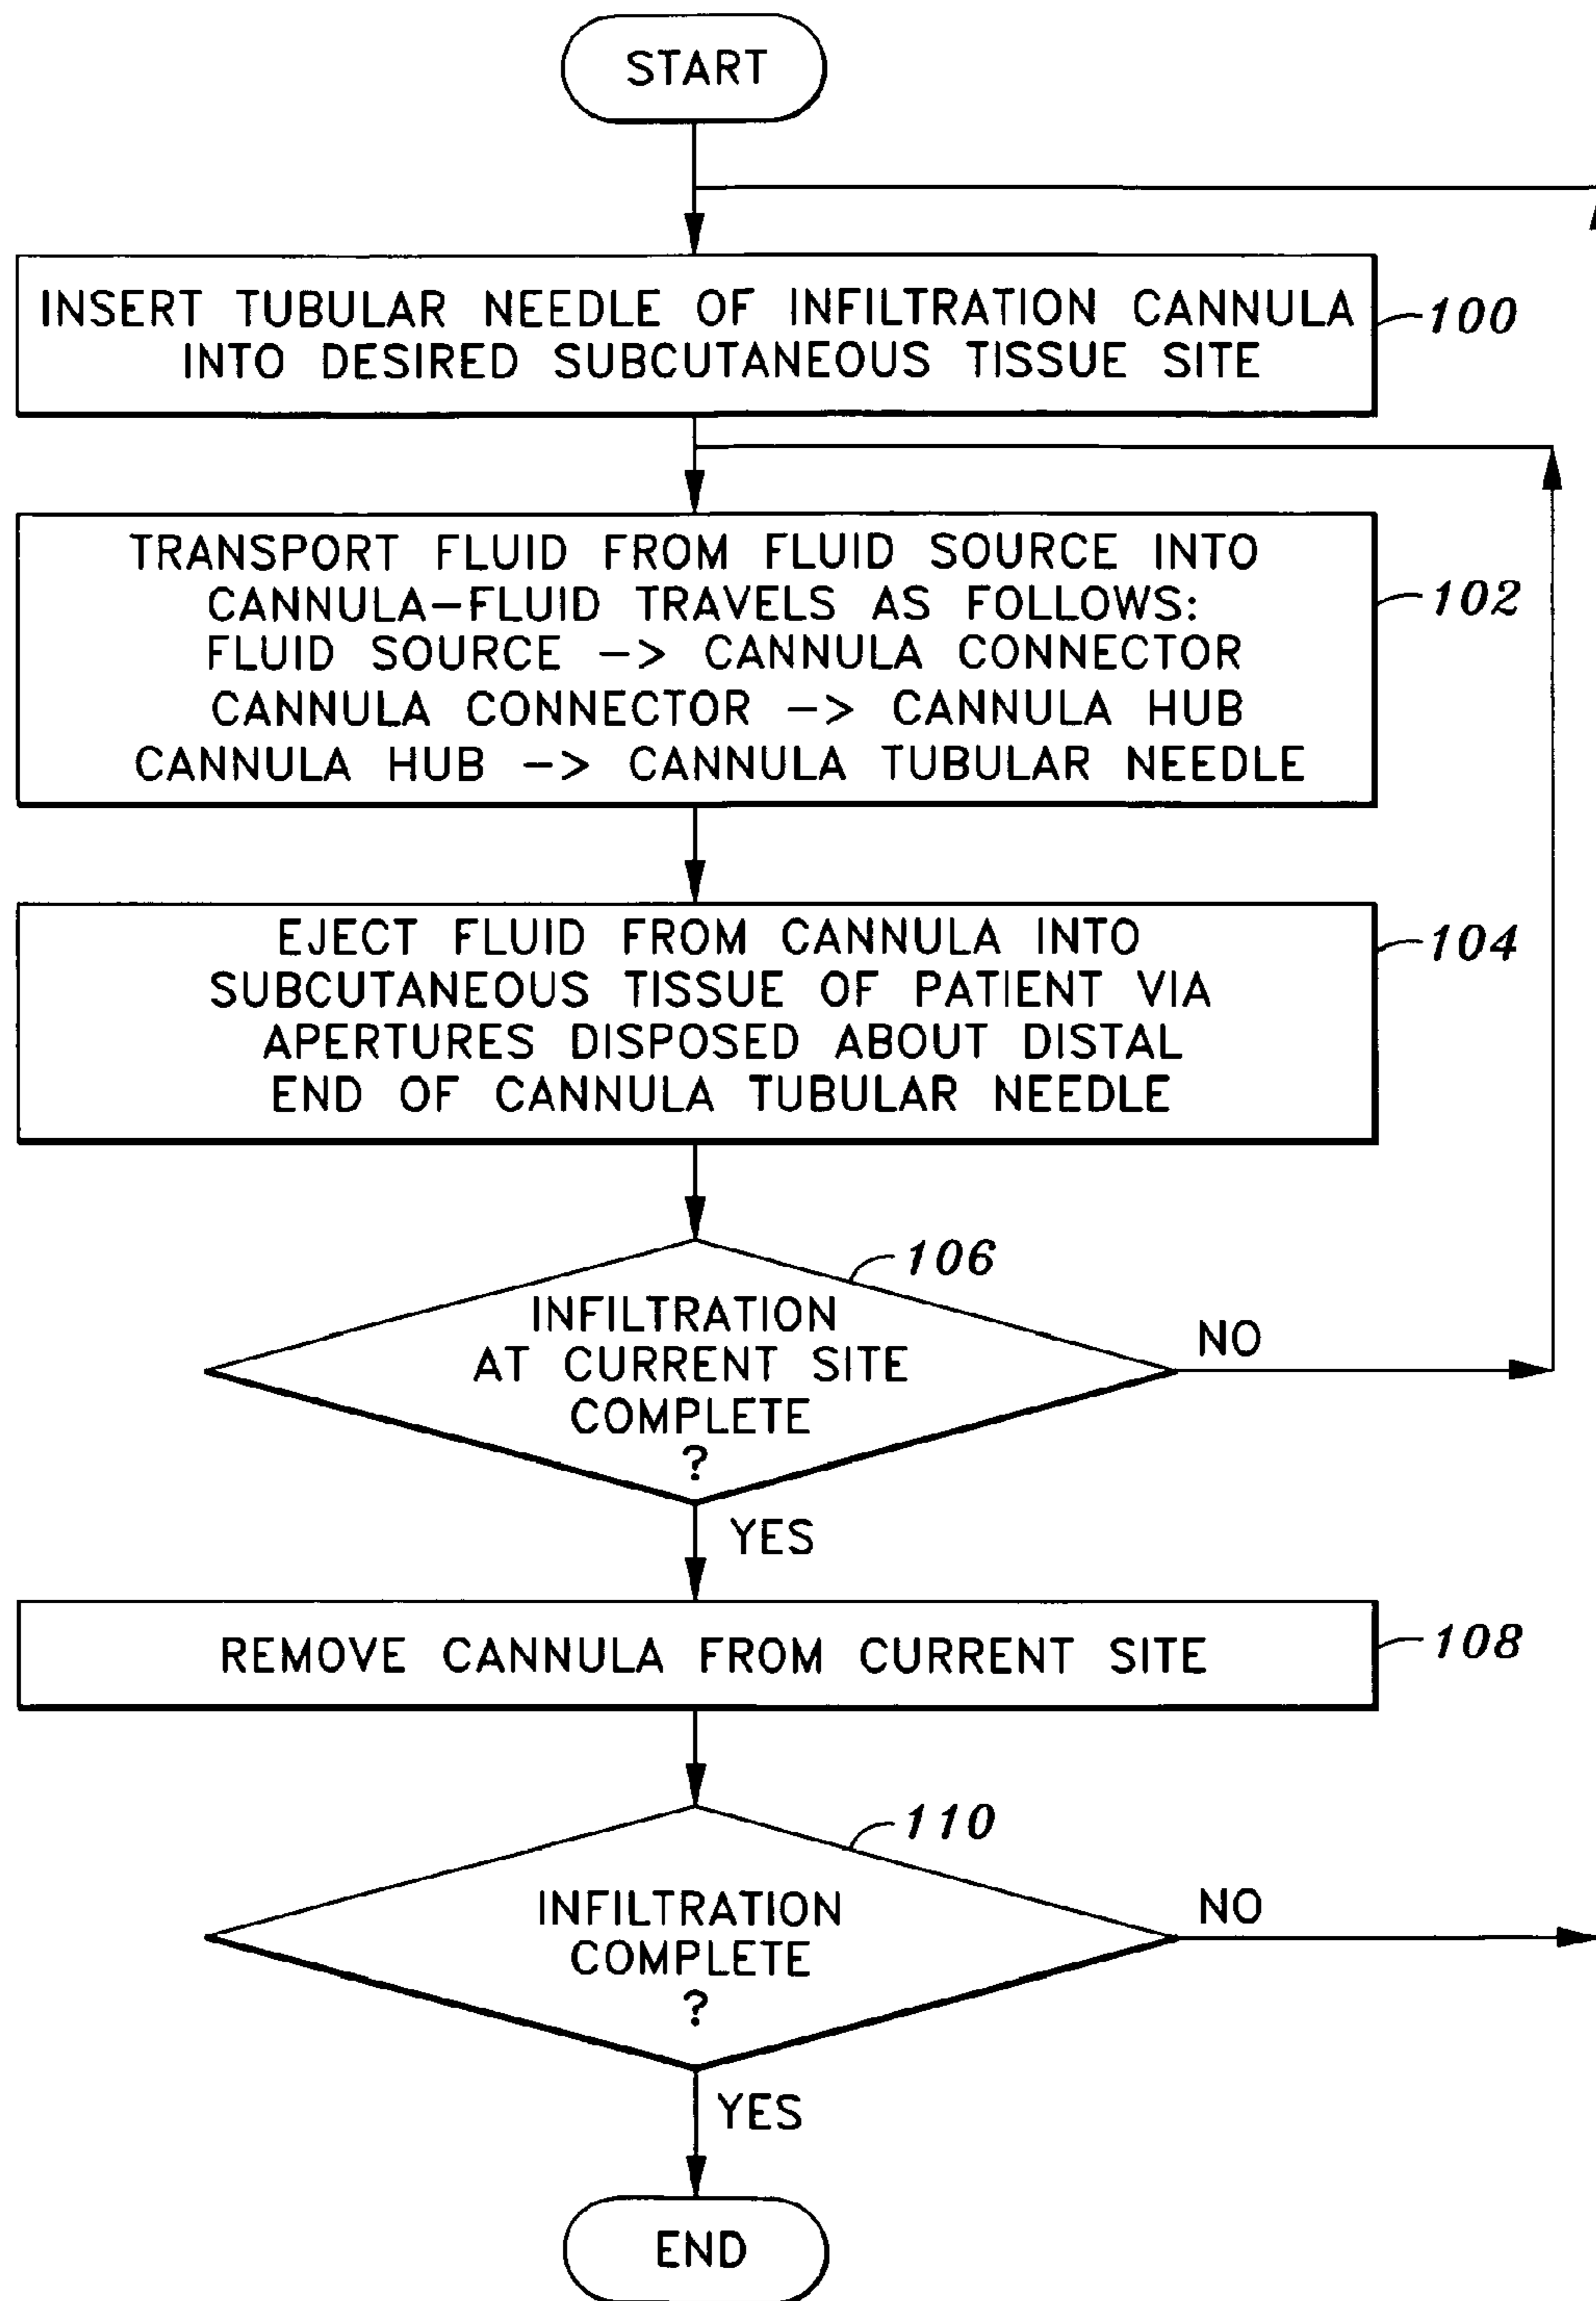 START
INSERT TUBULAR NEEDLE OF INFILTRATION CANNULA
INTO DESIRED SUBCUTANEOUS TISSUE SITE
100
TRANSPORT FLUID FROM FLUID SOURCE INTO
CANNULA-FLUID TRAVELS AS FOLLOWS:
FLUID SOURCE -> CANNULA CONNECTOR
CANNULA CONNECTOR -> CANNULA HUB
CANNULA HUB -> CANNULA TUBULAR NEEDLE
102
EJECT FLUID FROM CANNULA INTO
SUBCUTANEOUS TISSUE OF PATIENT VIA
APERTURES DISPOSED ABOUT DISTAL
END OF CANNULA TUBULAR NEEDLE
104
106
INFILTRATION
AT CURRENT SITE
COMPLETE
?
NO
YES
REMOVE CANNULA FROM CURRENT SITE
108
110
INFILTRATION
COMPLETE
?
NO
YES
END